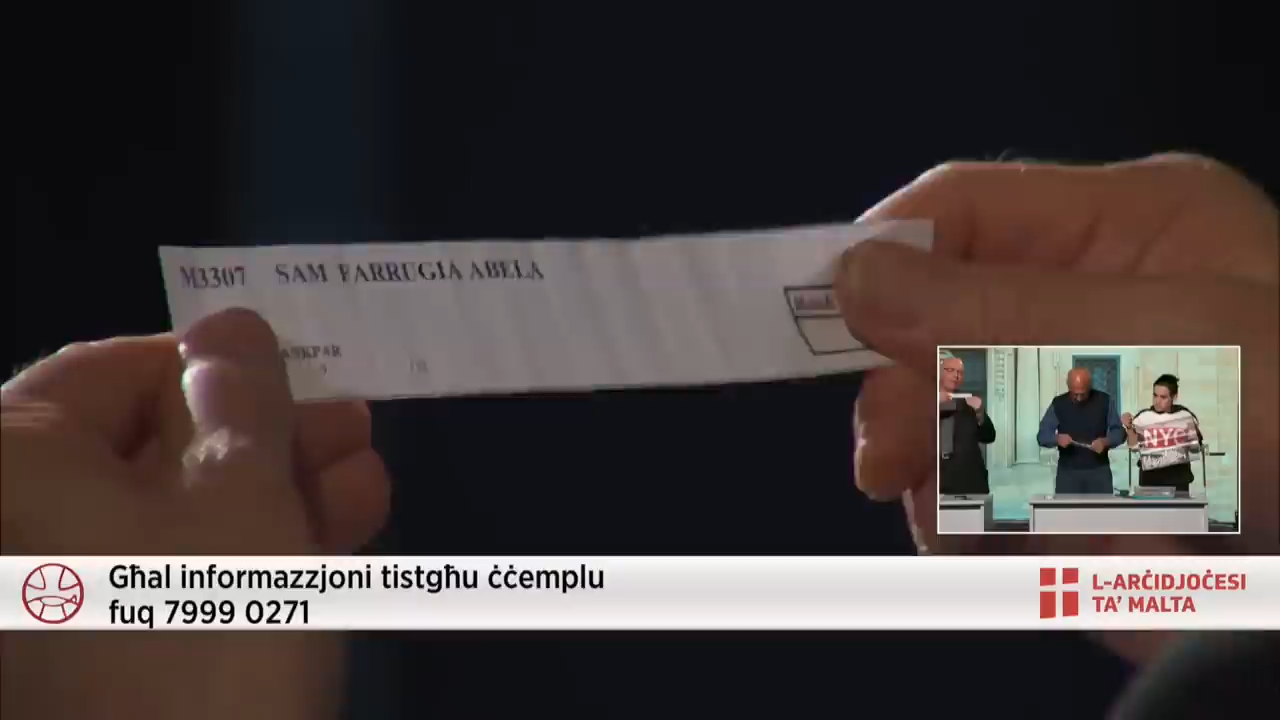 M3307 SAM FARRUGIA ABELA
NYC
Għal informazzjoni tistgħu ċċemplu
fuq 7999 0271
L-ARĊIDJOĊESI
TA' MALTA